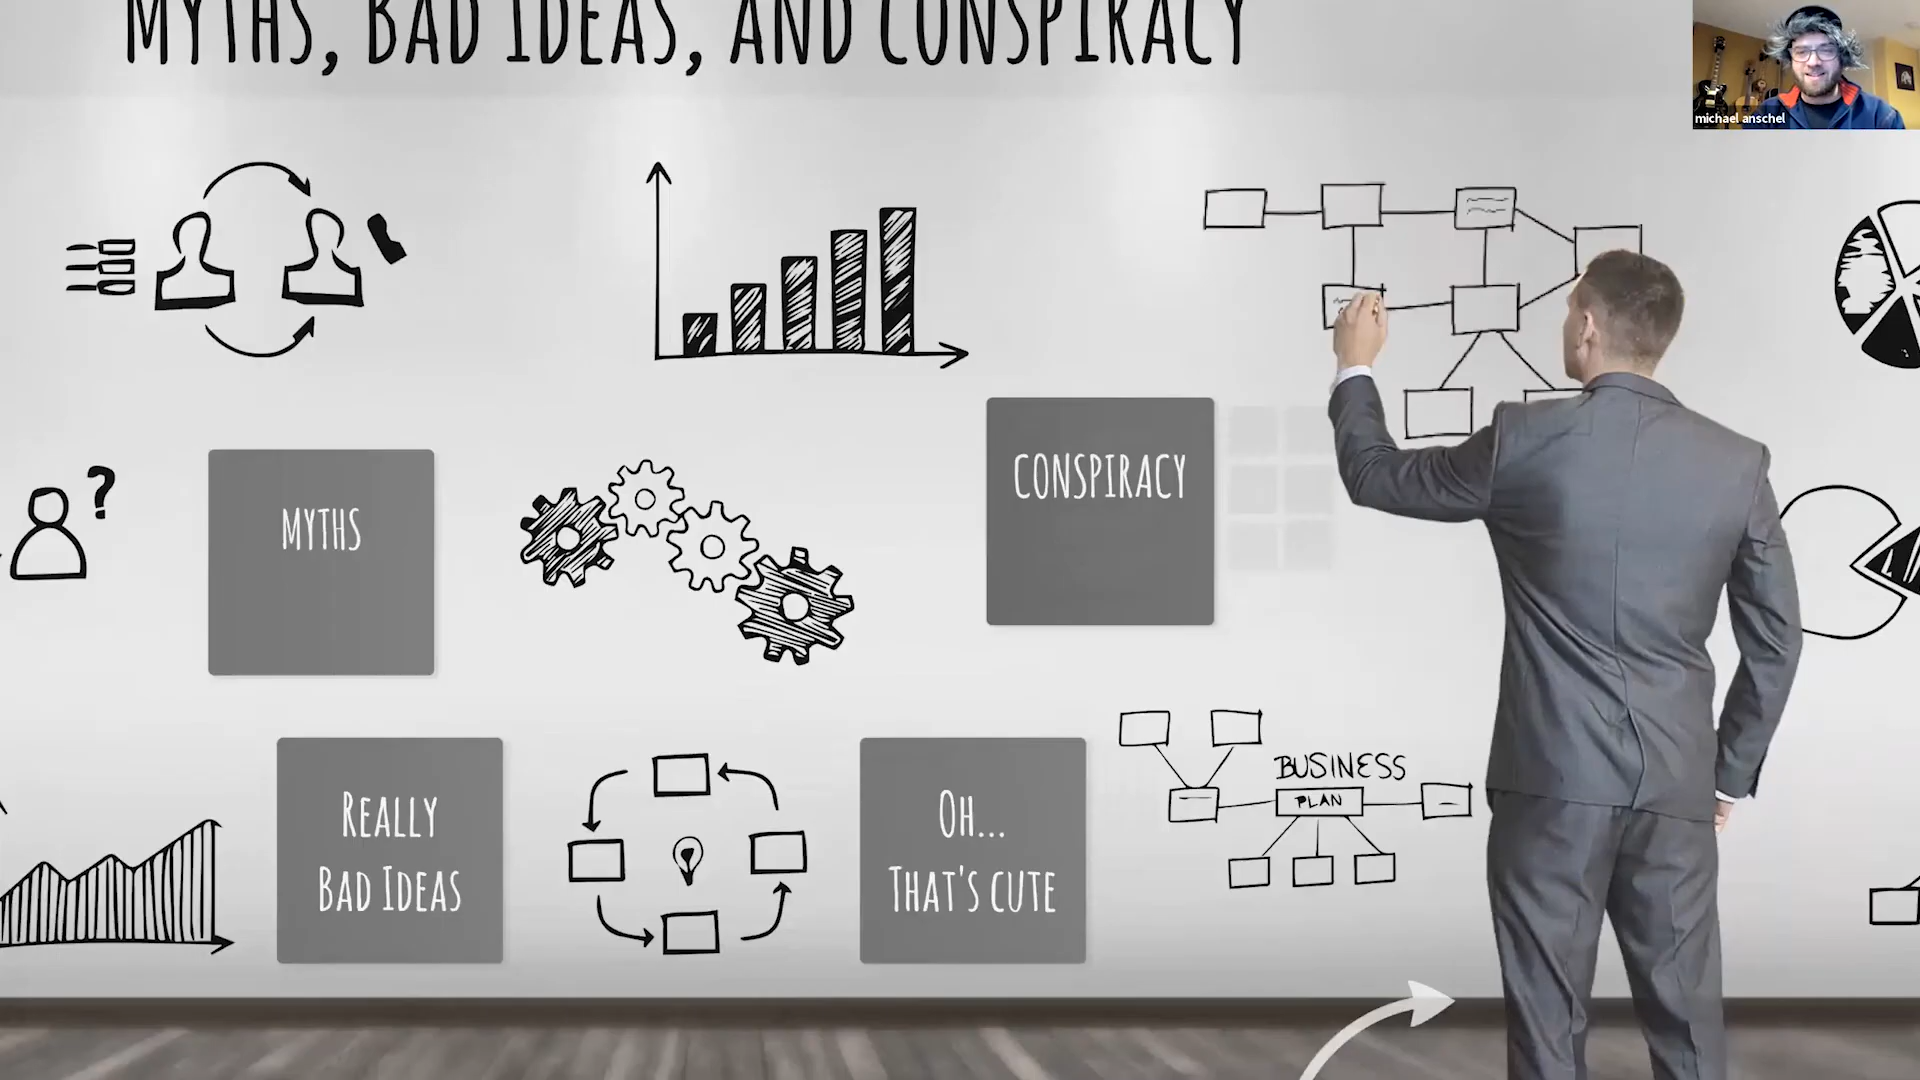 MYTHS, BAD IDEAS, AND CONSPIRACY
michael anschel
?
MYTHS
CONSPIRACY
REALLY
BAD IDEAS
OH...
THAT'S CUTE
BUSINESS
PLAN